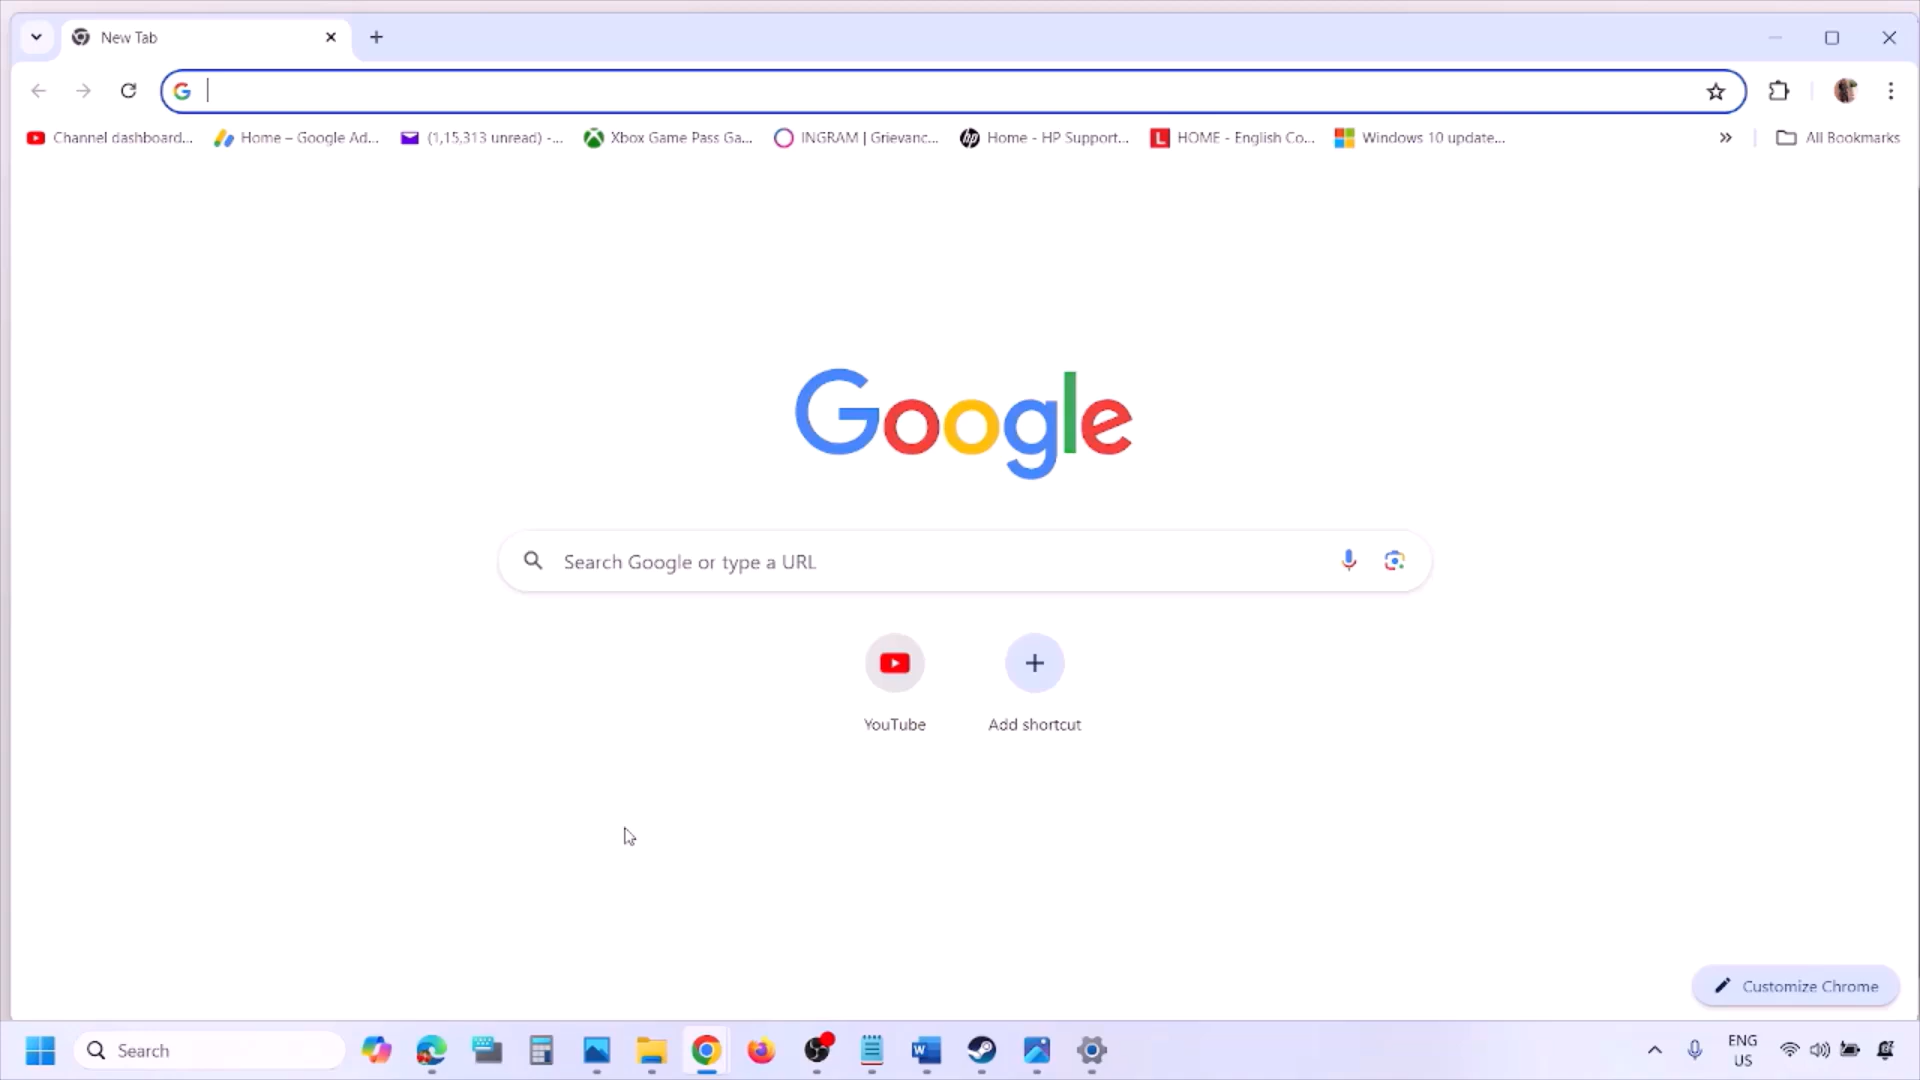 New Tab
Channel dashboard...
Home – Google Ad...
(1,15,313 unread) -...
Xbox Game Pass Ga...
INGRAM | Grievanc...
Home - HP Support...
HOME - English Co...
Windows 10 update...
All Bookmarks
Google
Search Google or type a URL
YouTube
Add shortcut
Customize Chrome
Search
ENG
US